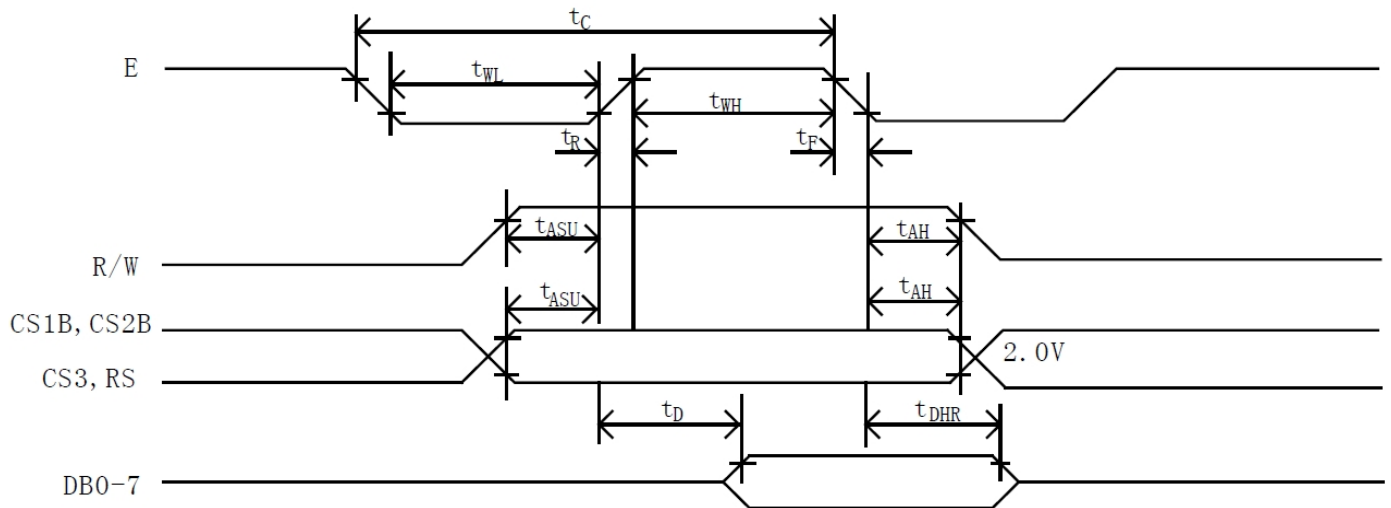 tC
E
tWL
tWH
tR
tF
tASU
tAH
R/W
tASU
tAH
CS1B, CS2B
2.0V
CS3, RS
tD
tDHR
DB0-7